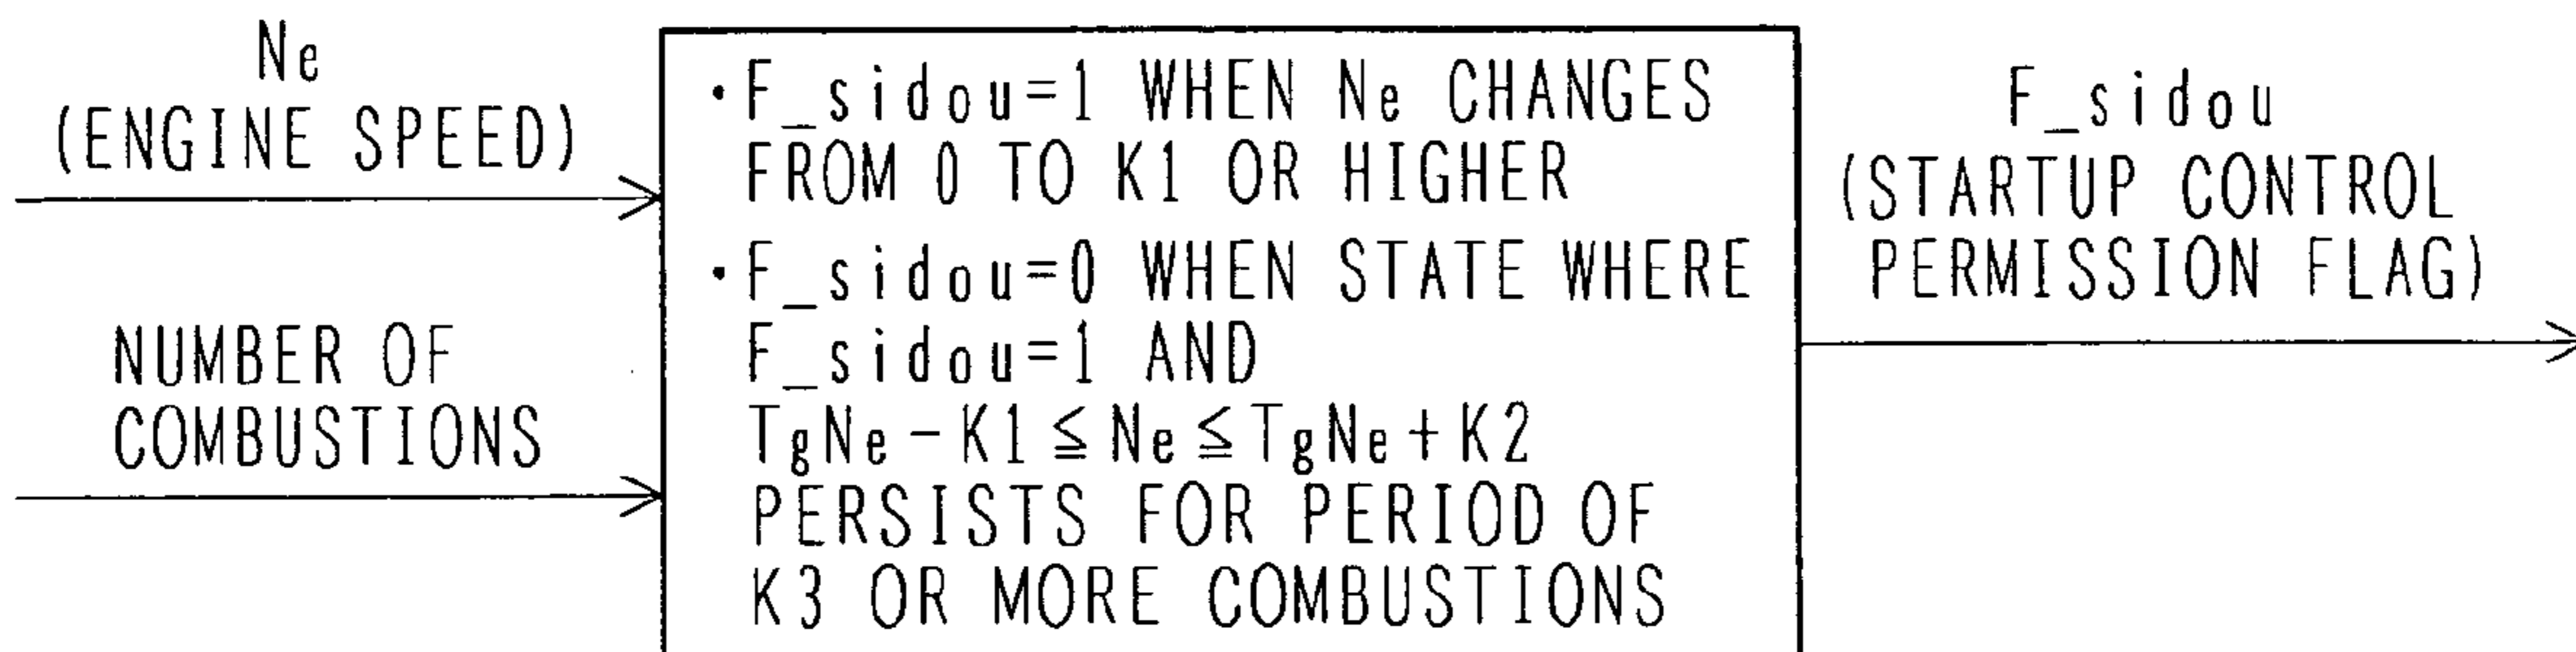 Ne
(ENGINE SPEED)
NUMBER OF
COMBUSTIONS
・F_sidou=1 WHEN Ne CHANGES
FROM 0 TO K1 OR HIGHER
・F_sidou=0 WHEN STATE WHERE
F_sidou=1 AND
TgNe-K1≦Ne≦TgNe+K2
PERSISTS FOR PERIOD OF
K3 OR MORE COMBUSTIONS
F_sidou
(STARTUP CONTROL
PERMISSION FLAG)